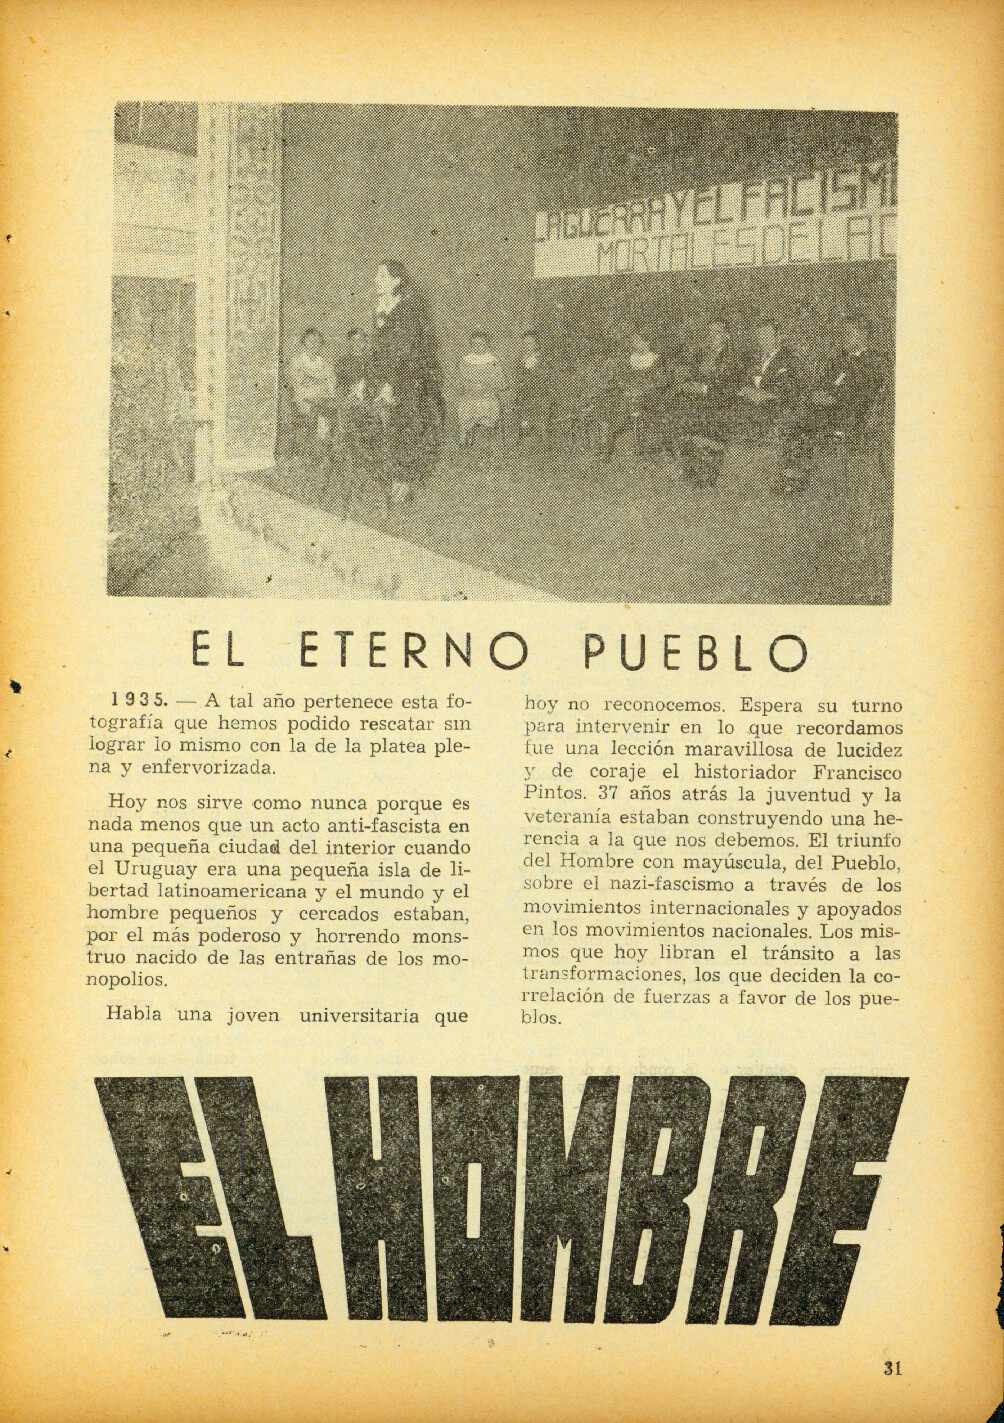 LA GUERRA Y EL FACISM
MORTALES DE LA C
EL ETERNO PUEBLO
1935. — A tal año pertenece esta fo-
tografía que hemos podido rescatar sin
lograr lo mismo con la de la platea ple-
na y enfervorizada.
Hoy nos sirve como nunca porque es
nada menos que un acto anti-fascista en
una pequeña ciudad del interior cuando
el Uruguay era una pequeña isla de li-
bertad latinoamericana y el mundo y el
hombre pequeños y cercados estaban,
por el más poderoso y horrendo mons-
truo nacido de las entrañas de los mo-
nopolios.
Habla una joven universitaria que
hoy no reconocemos. Espera su turno
para intervenir en lo que recordamos
fue una lección maravillosa de lucidez
y de coraje el historiador Francisco
Pintos. 37 años atrás la juventud y la
veteranía estaban construyendo una he-
rencia a la que nos debemos. El triunfo
del Hombre con mayúscula, del Pueblo,
sobre el nazi-fascismo a través de los
movimientos internacionales y apoyados
en los movimientos nacionales. Los mis-
mos que hoy libran el tránsito a las
transformaciones, los que deciden la co-
rrelación de fuerzas a favor de los pue-
blos.
EL HOMBRE
31